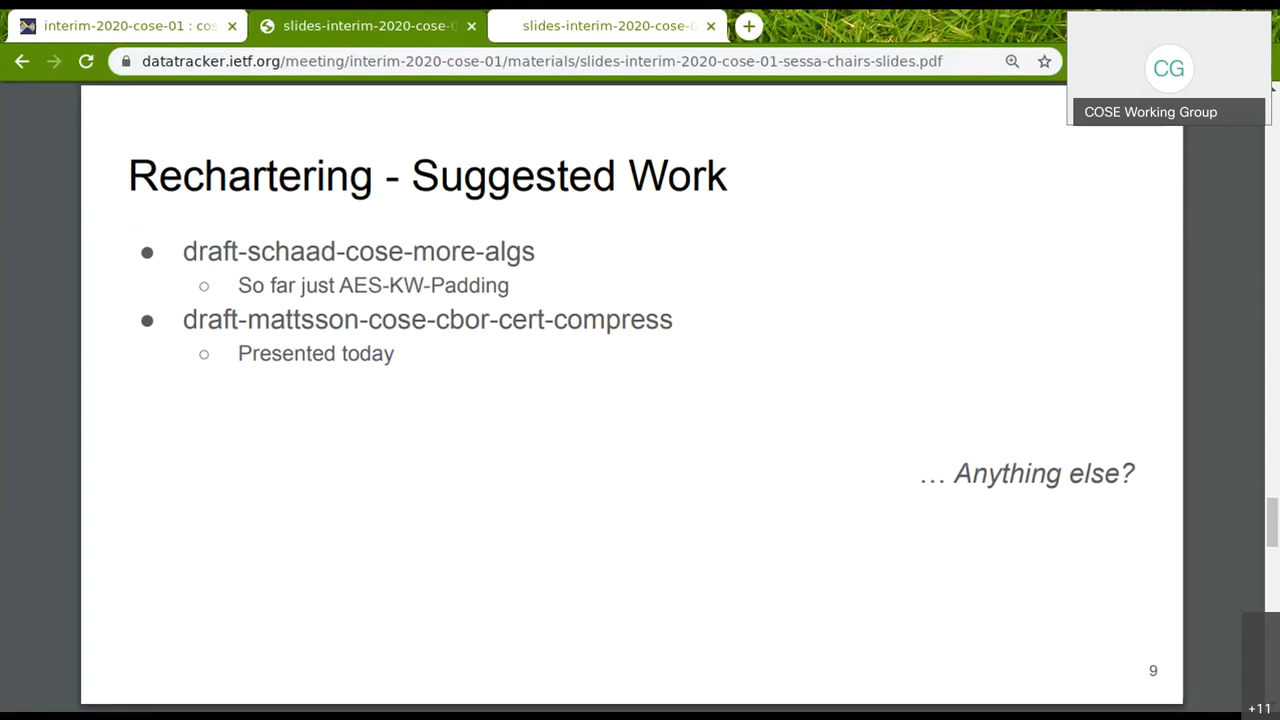 interim-2020-cose-01 : cos
slides-interim-2020-cose-0
slides-interim-2020-cose-0
datatracker.ietf.org/meeting/interim-2020-cose-01/materials/slides-interim-2020-cose-01-sessa-chairs-slides.pdf
CG
COSE Working Group
Rechartering - Suggested Work
● draft-schaad-cose-more-algs
○ So far just AES-KW-Padding
● draft-mattsson-cose-cbor-cert-compress
○ Presented today
… Anything else?
9
+11